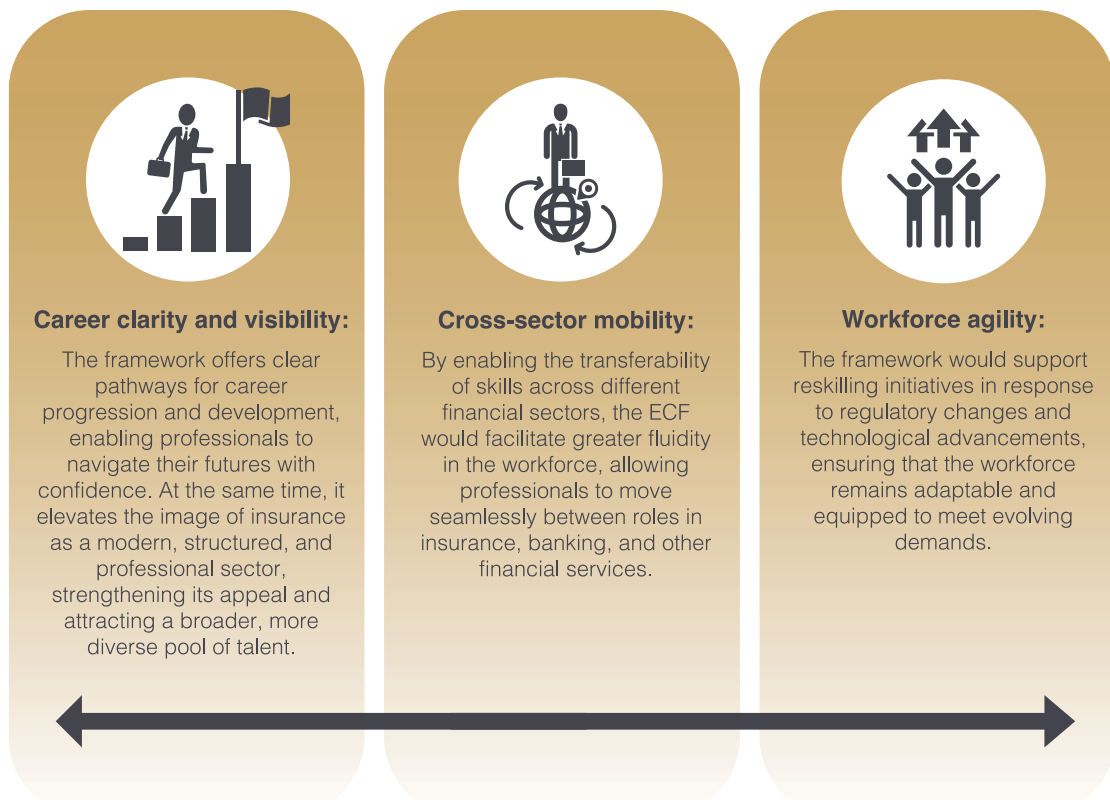 Career clarity and visibility:
The framework offers clear
pathways for career
progression and development,
enabling professionals to
navigate their futures with
confidence. At the same time, it
elevates the image of insurance
as a modern, structured, and
professional sector,
strengthening its appeal and
attracting a broader, more
diverse pool of talent.
Cross-sector mobility:
By enabling the transferability
of skills across different
financial sectors, the ECF
would facilitate greater fluidity
in the workforce, allowing
professionals to move
seamlessly between roles in
insurance, banking, and other
financial services.
Workforce agility:
The framework would support
reskilling initiatives in response
to regulatory changes and
technological advancements,
ensuring that the workforce
remains adaptable and
equipped to meet evolving
demands.